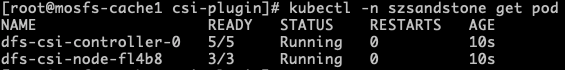 [root@mosfs-cache1 csi-plugin]# kubectl -n szsandstone get pod
NAME READY STATUS RESTARTS AGE
dfs-csi-controller-0 5/5 Running 0 10s
dfs-csi-node-fl4b8 3/3 Running 0 10s